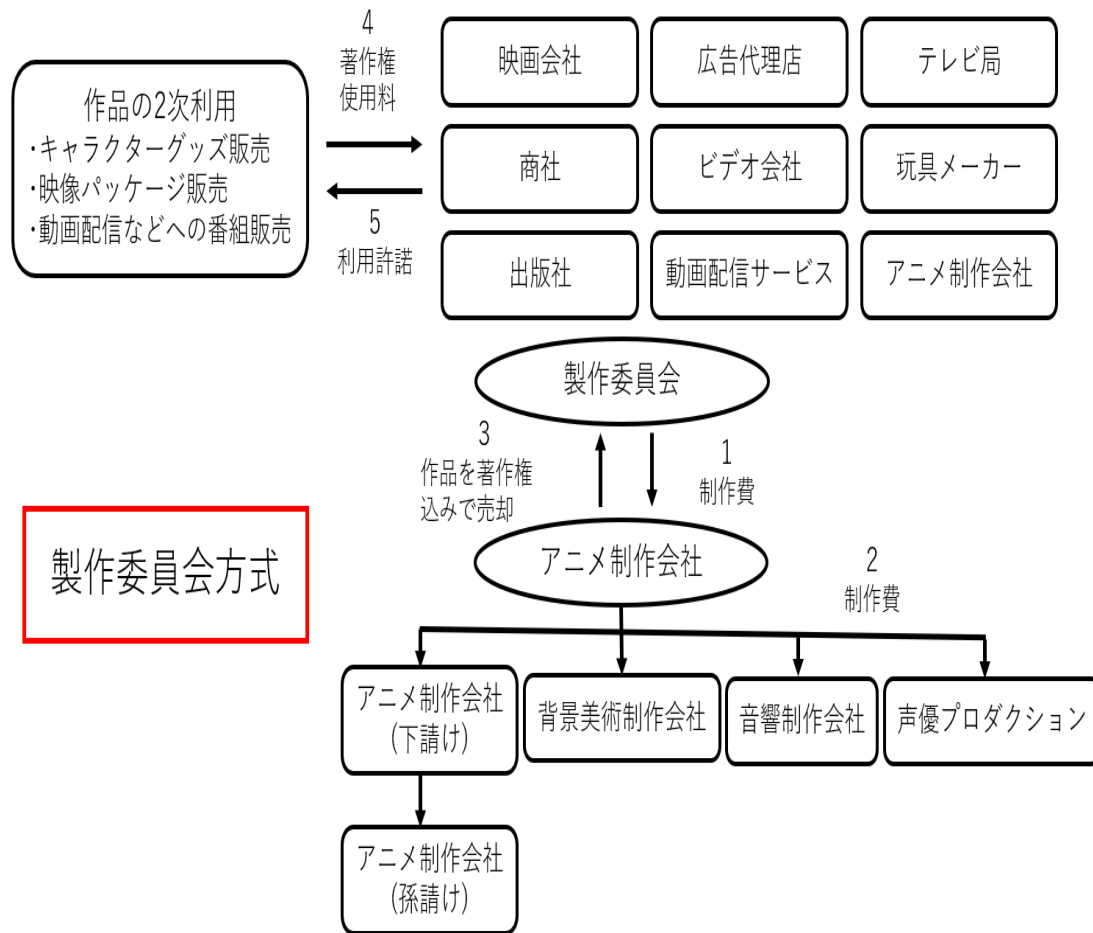 作品の2次利用
・キャラクターグッズ販売
・映像パッケージ販売
・動画配信などへの番組販売
4
著作権
使用料
5
利用許諾
映画会社
広告代理店
テレビ局
商社
ビデオ会社
玩具メーカー
出版社
動画配信サービス
アニメ制作会社
製作委員会
3
作品を著作権
込みで売却
1
制作費
製作委員会方式
アニメ制作会社
2
制作費
アニメ制作会社
(下請け)
背景美術制作会社
音響制作会社
声優プロダクション
アニメ制作会社
(孫請け)